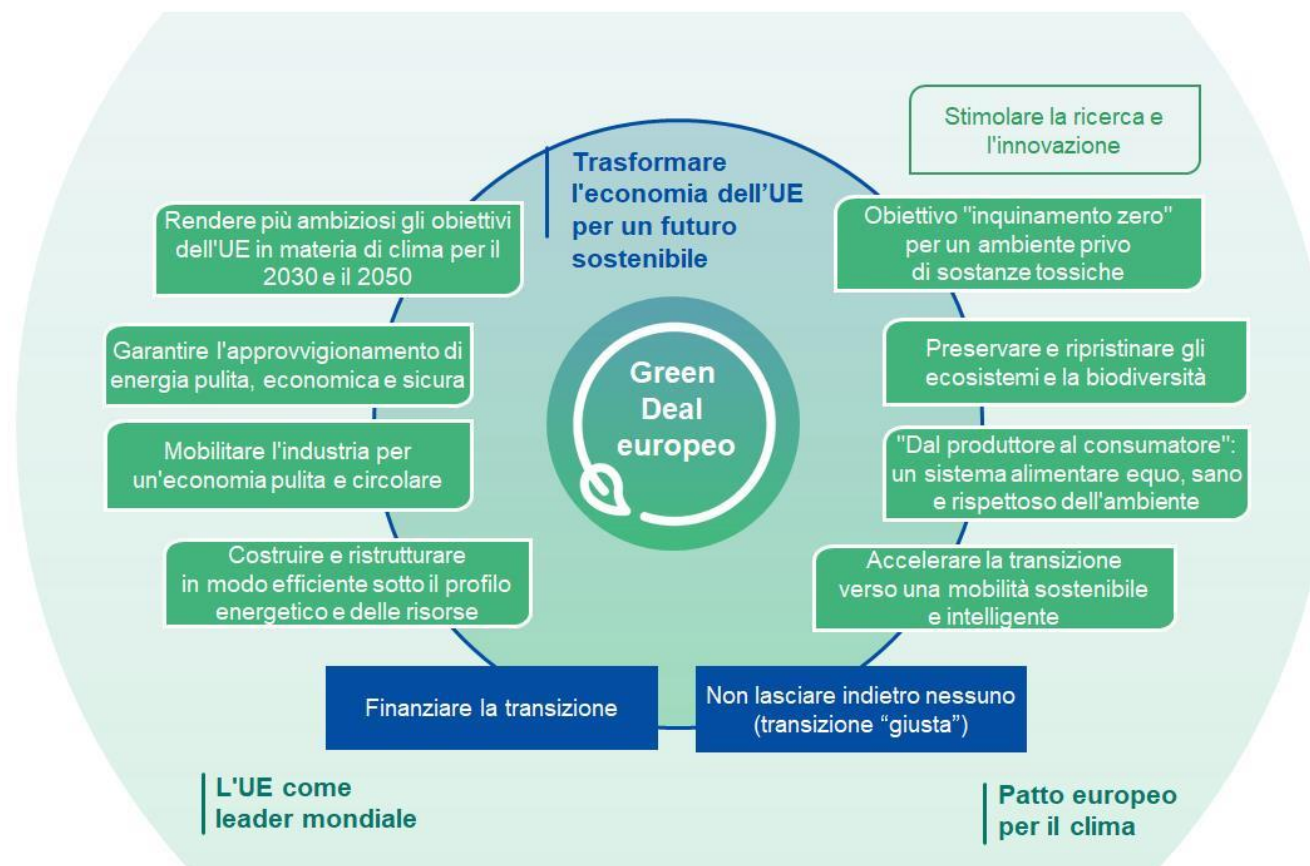 Stimolare la ricerca e
l'innovazione
Trasformare
l'economia dell’UE
per un futuro
sostenibile
Rendere più ambiziosi gli obiettivi
dell'UE in materia di clima per il
2030 e il 2050
Obiettivo "inquinamento zero"
per un ambiente privo
di sostanze tossiche
Garantire l'approvvigionamento di
energia pulita, economica e sicura
Preservare e ripristinare gli
ecosistemi e la biodiversità
Green
Deal
europeo
Mobilitare l'industria per
un'economia pulita e circolare
"Dal produttore al consumatore":
un sistema alimentare equo, sano
e rispettoso dell'ambiente
Costruire e ristrutturare
in modo efficiente sotto il profilo
energetico e delle risorse
Accelerare la transizione
verso una mobilità sostenibile
e intelligente
Finanziare la transizione
Non lasciare indietro nessuno
(transizione “giusta”)
L'UE come
leader mondiale
Patto europeo
per il clima